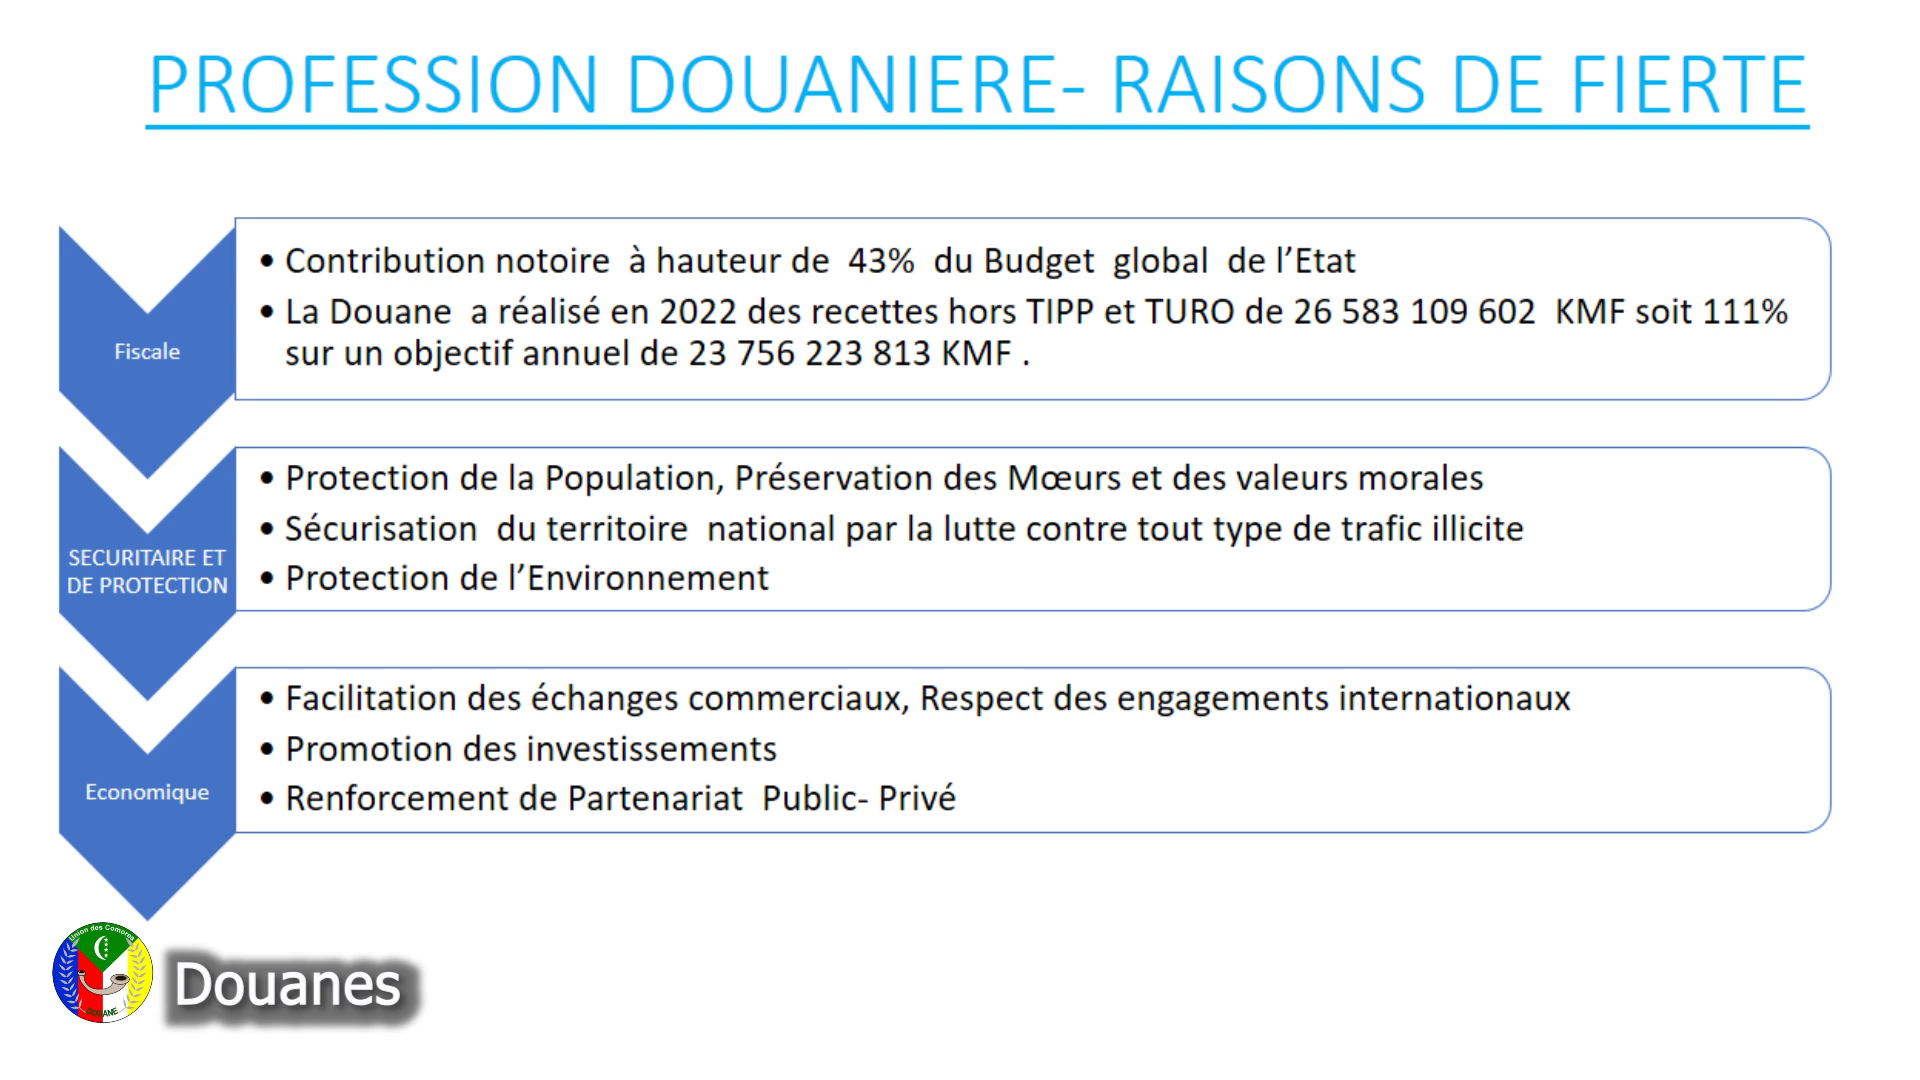 PROFESSION DOUANIERE- RAISONS DE FIERTE
Fiscale
• Contribution notoire à hauteur de 43% du Budget global de l’Etat
• La Douane a réalisé en 2022 des recettes hors TIPP et TURO de 26 583 109 602 KMF soit 111%
sur un objectif annuel de 23 756 223 813 KMF .
SECURITAIRE ET
DE PROTECTION
• Protection de la Population, Préservation des Mœurs et des valeurs morales
• Sécurisation du territoire national par la lutte contre tout type de trafic illicite
• Protection de l’Environnement
Economique
• Facilitation des échanges commerciaux, Respect des engagements internationaux
• Promotion des investissements
• Renforcement de Partenariat Public- Privé
Union des Comores
DOUANE
Douanes